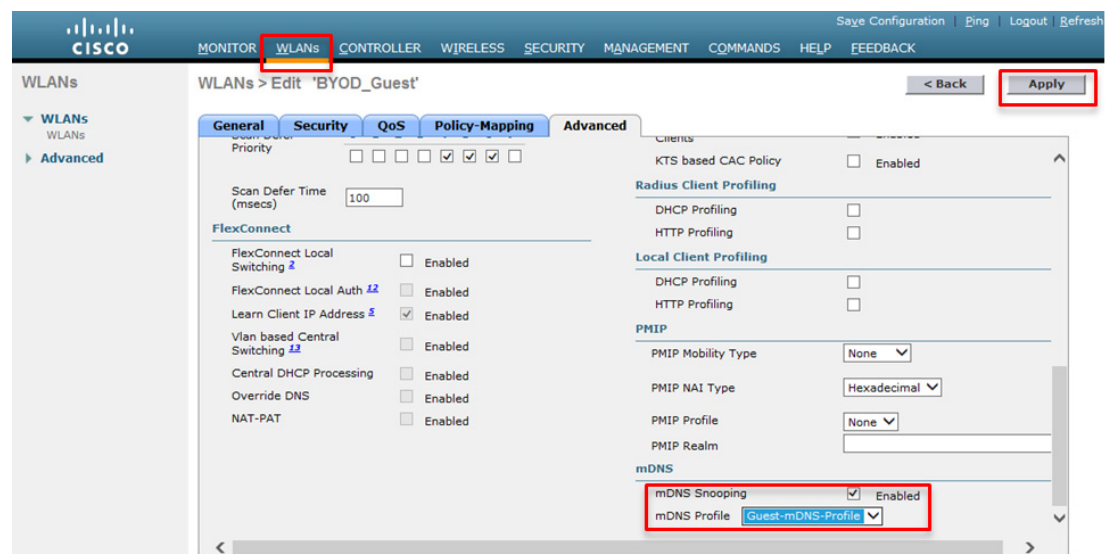 Save Configuration | Ping | Logout | Refresh
CISCO
MONITOR WLANs CONTROLLER WIRELESS SECURITY MANAGEMENT COMMANDS HELP FEEDBACK
WLANs
WLANs > Edit 'BYOD_Guest'
< Back
Apply
WLANs
WLANs
Advanced
General Security QoS Policy-Mapping Advanced
Scan Defer
Priority
Scan Defer Time
(msecs)
100
FlexConnect
FlexConnect Local
Switching 2
Enabled
FlexConnect Local Auth 12
Enabled
Learn Client IP Address 5
Enabled
Vlan based Central
Switching 13
Enabled
Central DHCP Processing
Enabled
Override DNS
Enabled
NAT-PAT
Enabled
Clients
Enabled
KTS based CAC Policy
Enabled
Radius Client Profiling
DHCP Profiling
HTTP Profiling
Local Client Profiling
DHCP Profiling
HTTP Profiling
PMIP
PMIP Mobility Type
None
PMIP NAI Type
Hexadecimal
PMIP Profile
None
PMIP Realm
mDNS
mDNS Snooping
Enabled
mDNS Profile
Guest-mDNS-Profile